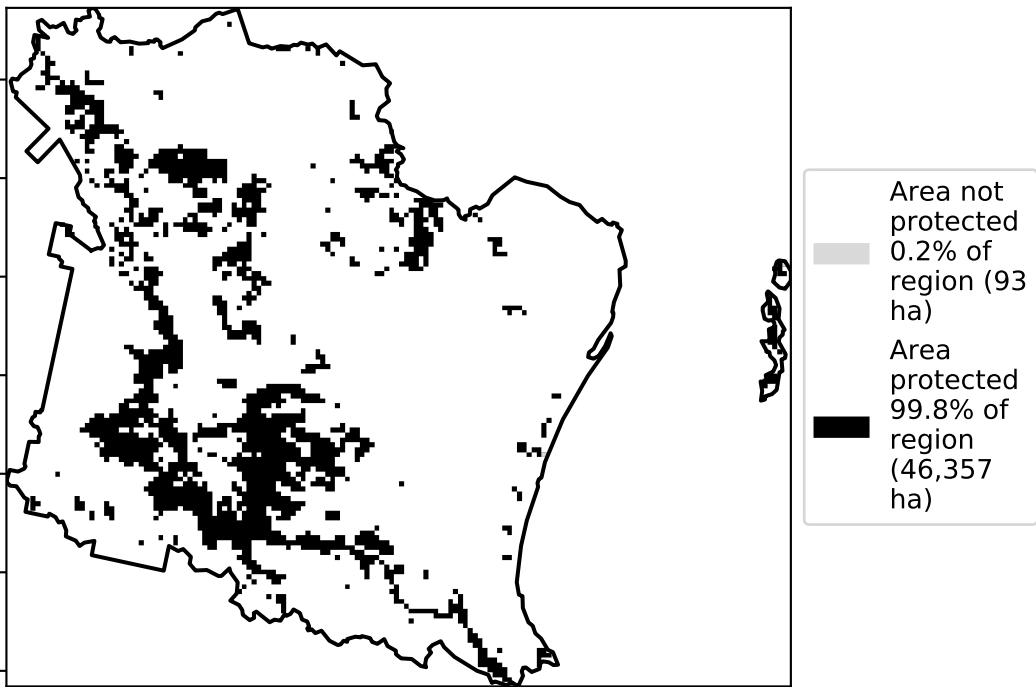 Area not
protected
0.2% of
region (93
ha)
Area
protected
99.8% of
region
(46,357
ha)